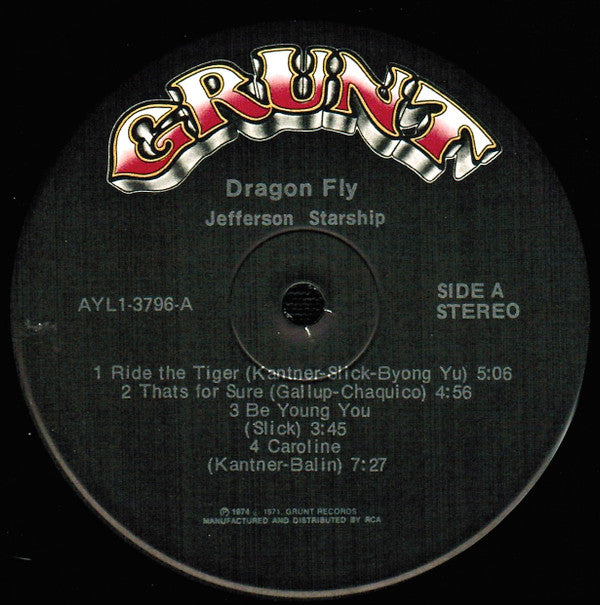 GRUNT
Dragon Fly
Jefferson Starship
AYL1-3796-A
SIDE A
STEREO
1 Ride the Tiger (Kantner-Slick-Byong Yu) 5:06
2 Thats for Sure (Gallup-Chaquico) 4:56
3 Be Young You
(Slick) 3:45
4 Caroline
(Kantner-Balin) 7:27
℗ 1974 1971, GRUNT RECORDS
MANUFACTURED AND DISTRIBUTED BY RCA